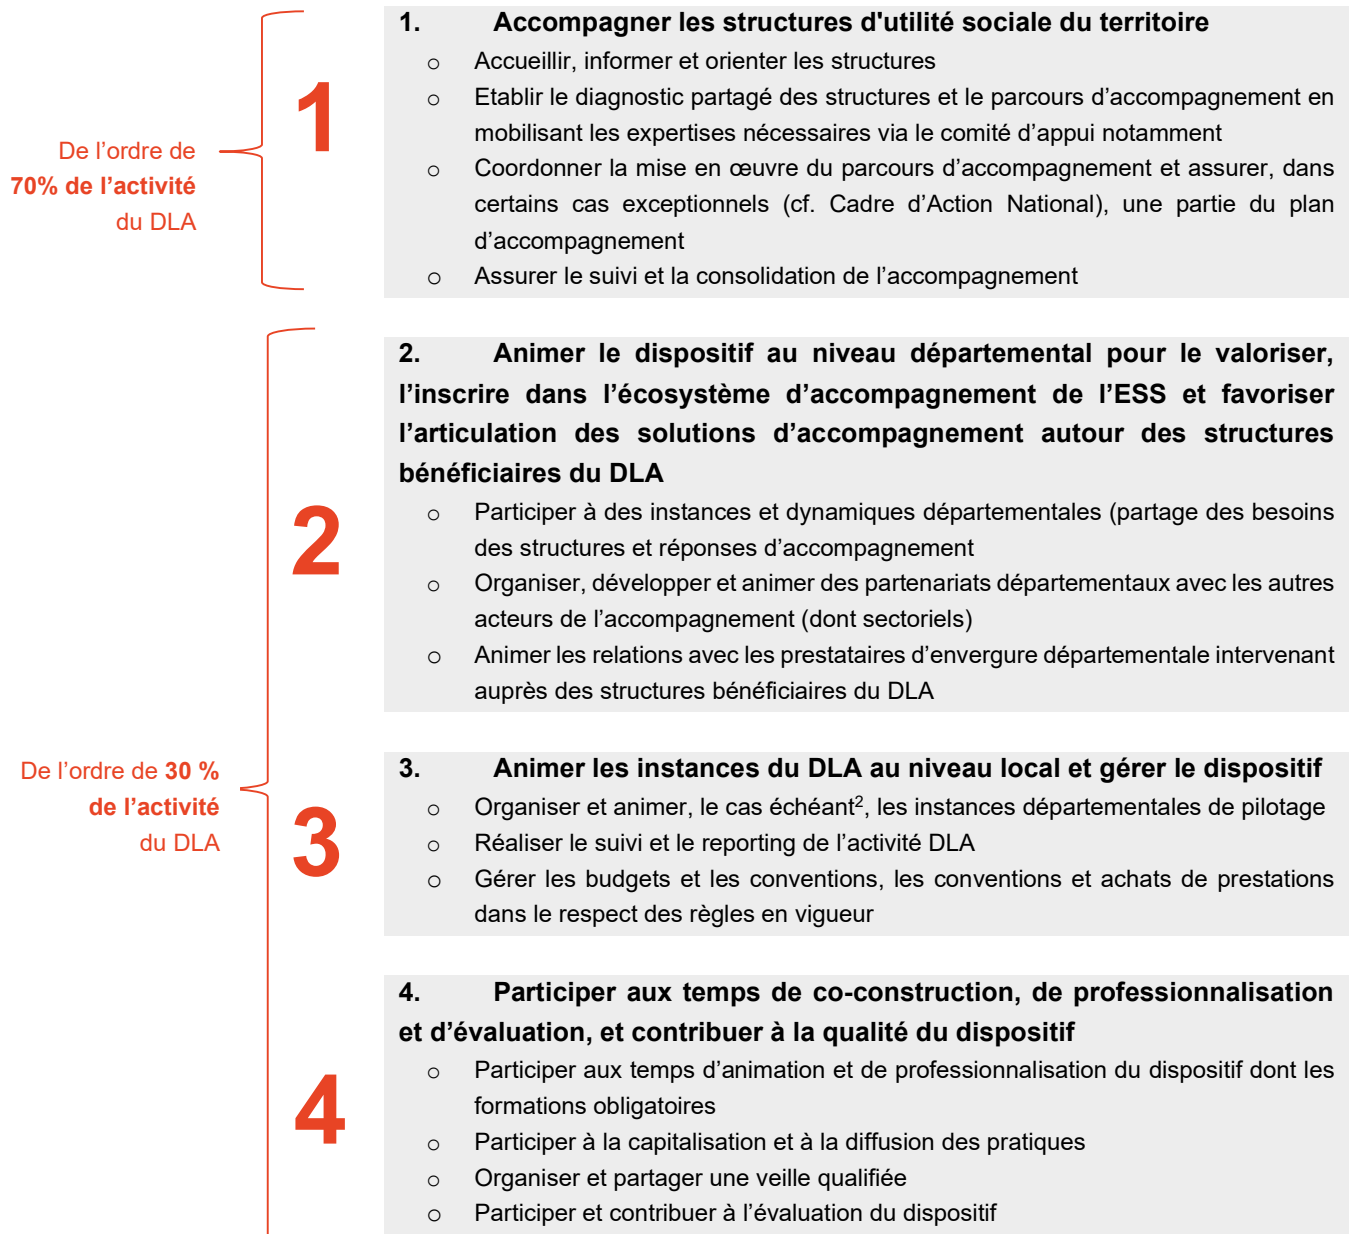 1. Accompagner les structures d'utilité sociale du territoire
o Accueillir, informer et orienter les structures
o Etablir le diagnostic partagé des structures et le parcours d’accompagnement en
mobilisant les expertises nécessaires via le comité d’appui notamment
o Coordonner la mise en œuvre du parcours d’accompagnement et assurer, dans
certains cas exceptionnels (cf. Cadre d’Action National), une partie du plan
d’accompagnement
o Assurer le suivi et la consolidation de l’accompagnement
1
De l’ordre de
70% de l’activité
du DLA
2. Animer le dispositif au niveau départemental pour le valoriser,
l’inscrire dans l’écosystème d’accompagnement de l’ESS et favoriser
l’articulation des solutions d’accompagnement autour des structures
bénéficiaires du DLA
o Participer à des instances et dynamiques départementales (partage des besoins
des structures et réponses d’accompagnement
o Organiser, développer et animer des partenariats départementaux avec les autres
acteurs de l’accompagnement (dont sectoriels)
o Animer les relations avec les prestataires d’envergure départementale intervenant
auprès des structures bénéficiaires du DLA
2
De l’ordre de 30 %
de l’activité
du DLA
3. Animer les instances du DLA au niveau local et gérer le dispositif
o Organiser et animer, le cas échéant², les instances départementales de pilotage
o Réaliser le suivi et le reporting de l’activité DLA
o Gérer les budgets et les conventions, les conventions et achats de prestations
dans le respect des règles en vigueur
3
4. Participer aux temps de co-construction, de professionnalisation
et d’évaluation, et contribuer à la qualité du dispositif
o Participer aux temps d’animation et de professionnalisation du dispositif dont les
formations obligatoires
o Participer à la capitalisation et à la diffusion des pratiques
o Organiser et partager une veille qualifiée
o Participer et contribuer à l’évaluation du dispositif
4